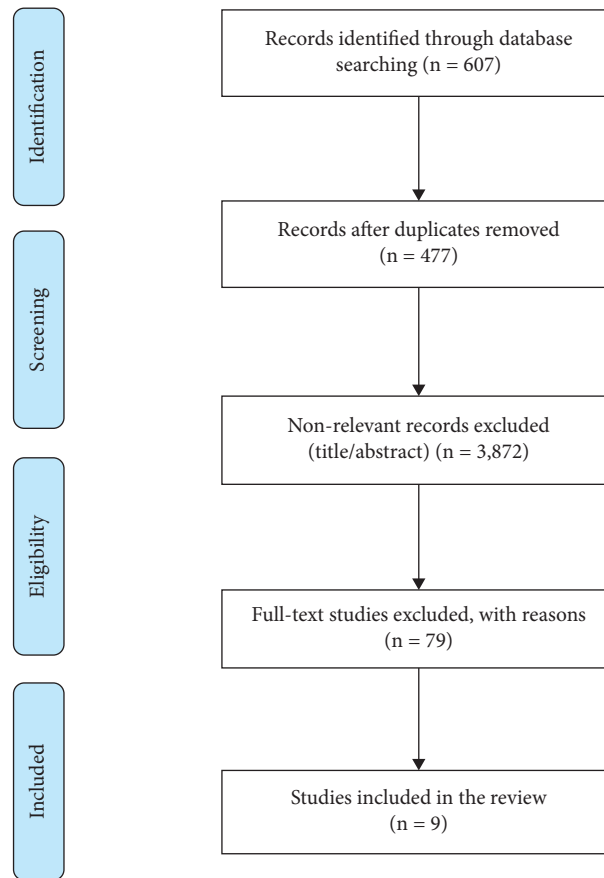 Identification
Records identified through database
searching (n = 607)
Records after duplicates removed
(n = 477)
Screening
Non-relevant records excluded
(title/abstract) (n = 3,872)
Eligibility
Full-text studies excluded, with reasons
(n = 79)
Included
Studies included in the review
(n = 9)